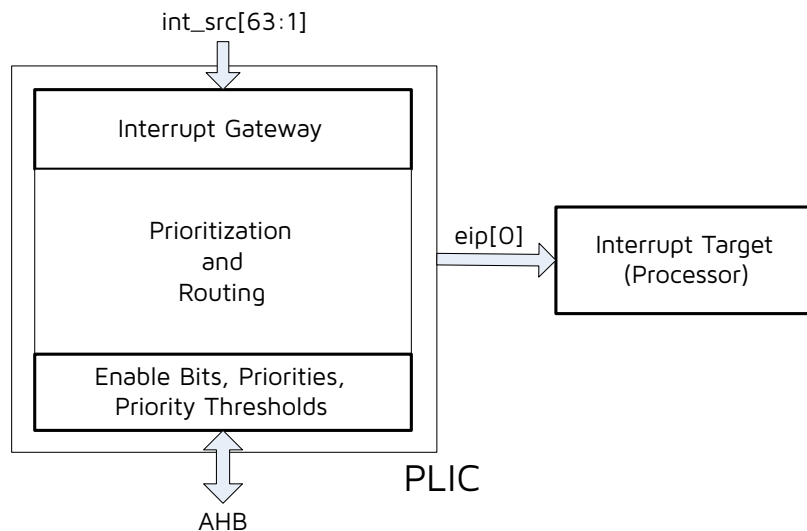 int_src[63:1]
Interrupt Gateway
Prioritization
and
Routing
eip[0]
Interrupt Target
(Processor)
Enable Bits, Priorities,
Priority Thresholds
PLIC
AHB